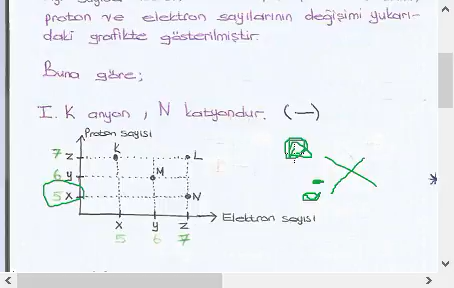 proton ve elektron sayılarının değişimi yukarı-
daki grafikte gösterilmiştir.
Buna göre;
I. K anyon, N katyondur. (—)
Proton sayısı
K
7 z L
6 y M
5 x N
Elektron sayısı
x y z
5 6 7